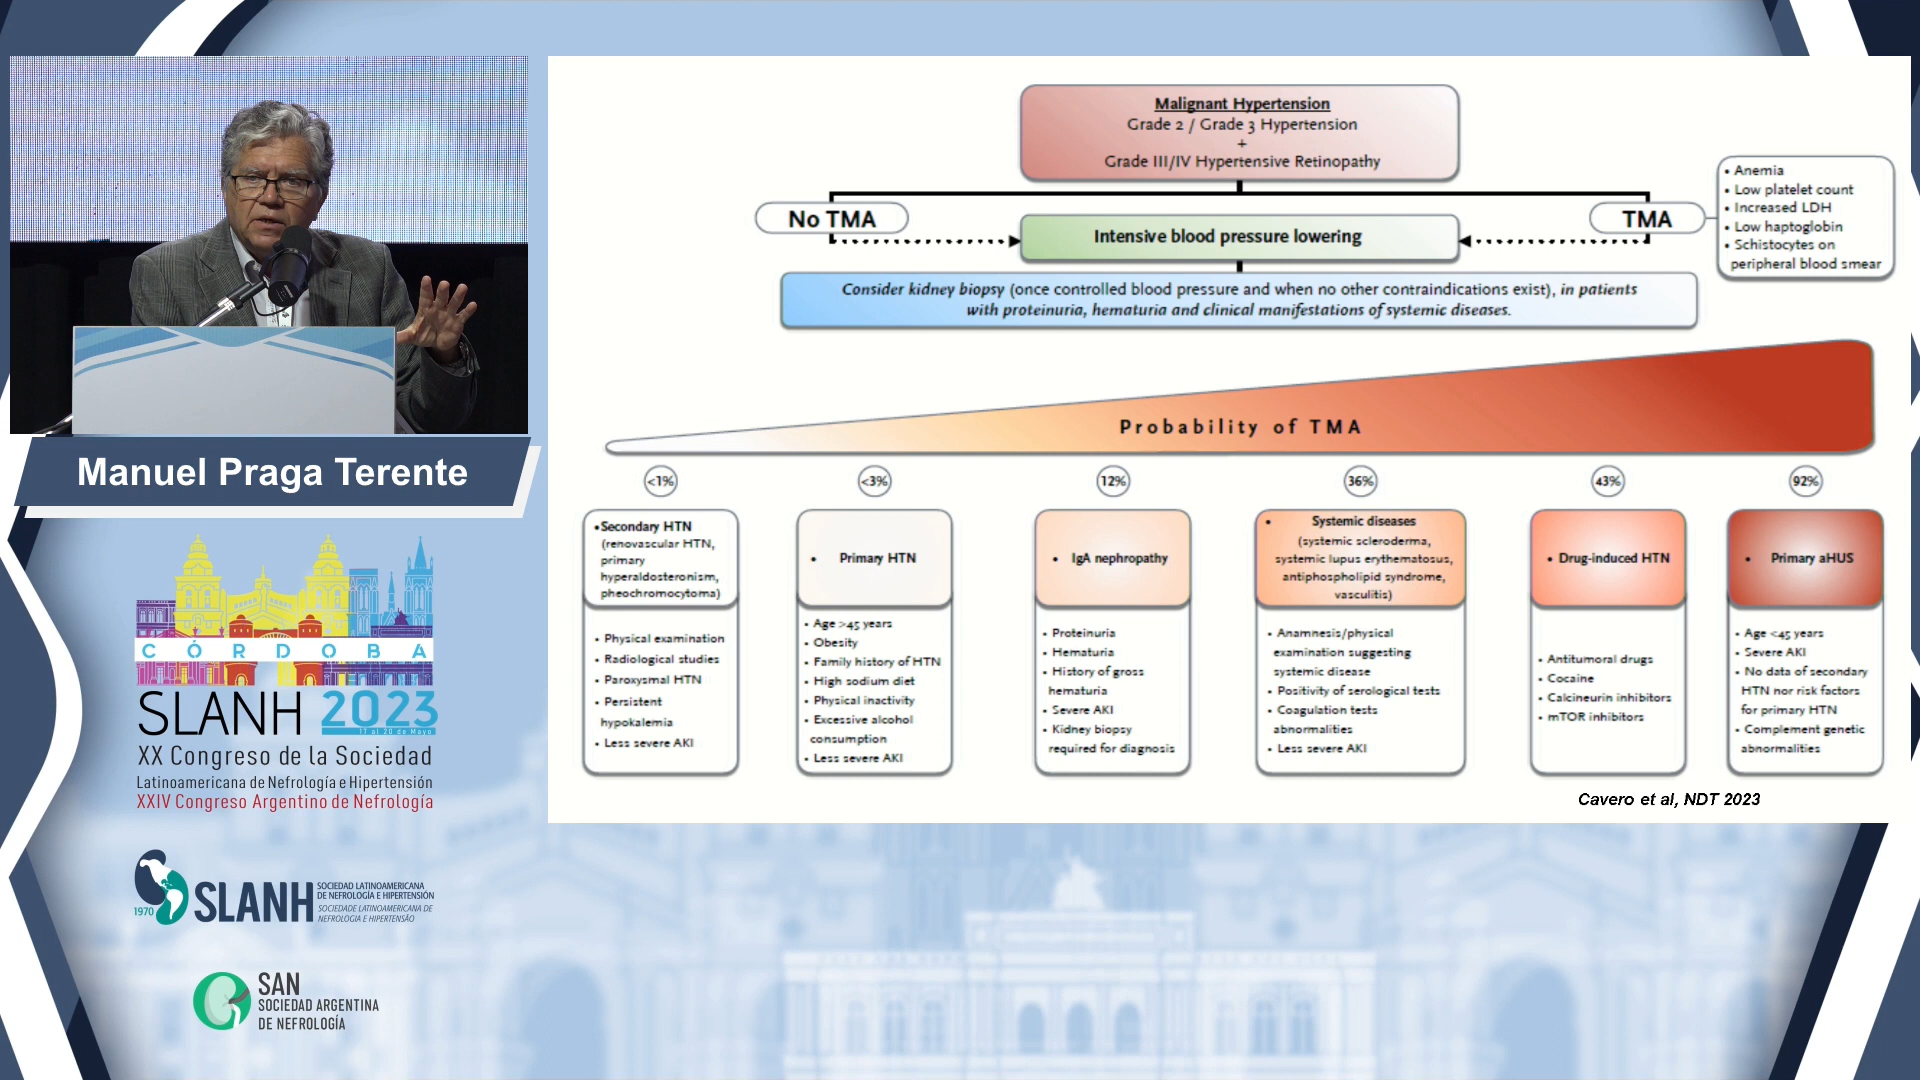 Manuel Praga Terente
CÓRDOBA
SLANH 2023
17 al 20 de Mayo
XX Congreso de la Sociedad
Latinoamericana de Nefrología e Hipertensión
XXIV Congreso Argentino de Nefrología
1970
SLANH
SOCIEDAD LATINOAMERICANA
DE NEFROLOGÍA E HIPERTENSIÓN
SOCIEDADE LATINOAMERICANA DE
NEFROLOGIA E HIPERTENSÃO
SAN
SOCIEDAD ARGENTINA
DE NEFROLOGÍA
Malignant Hypertension
Grade 2 / Grade 3 Hypertension
+
Grade III/IV Hypertensive Retinopathy
No TMA
TMA
• Anemia
• Low platelet count
• Increased LDH
• Low haptoglobin
• Schistocytes on
peripheral blood smear
Intensive blood pressure lowering
Consider kidney biopsy (once controlled blood pressure and when no other contraindications exist), in patients
with proteinuria, hematuria and clinical manifestations of systemic diseases.
Probability of TMA
<1%
<3%
12%
36%
43%
92%
•Secondary HTN
(renovascular HTN,
primary
hyperaldosteronism,
pheochromocytoma)
• Physical examination
• Radiological studies
• Paroxysmal HTN
• Persistent
hypokalemia
• Less severe AKI
• Primary HTN
• Age >45 years
• Obesity
• Family history of HTN
• High sodium diet
• Physical inactivity
• Excessive alcohol
consumption
• Less severe AKI
• IgA nephropathy
• Proteinuria
• Hematuria
• History of gross
hematuria
• Severe AKI
• Kidney biopsy
required for diagnosis
• Systemic diseases
(systemic scleroderma,
systemic lupus erythematosus,
antiphospholipid syndrome,
vasculitis)
• Anamnesis/physical
examination suggesting
systemic disease
• Positivity of serological tests
• Coagulation tests
abnormalities
• Less severe AKI
• Drug-induced HTN
• Antitumoral drugs
• Cocaine
• Calcineurin inhibitors
• mTOR inhibitors
• Primary aHUS
• Age <45 years
• Severe AKI
• No data of secondary
HTN nor risk factors
for primary HTN
• Complement genetic
abnormalities
Cavero et al, NDT 2023